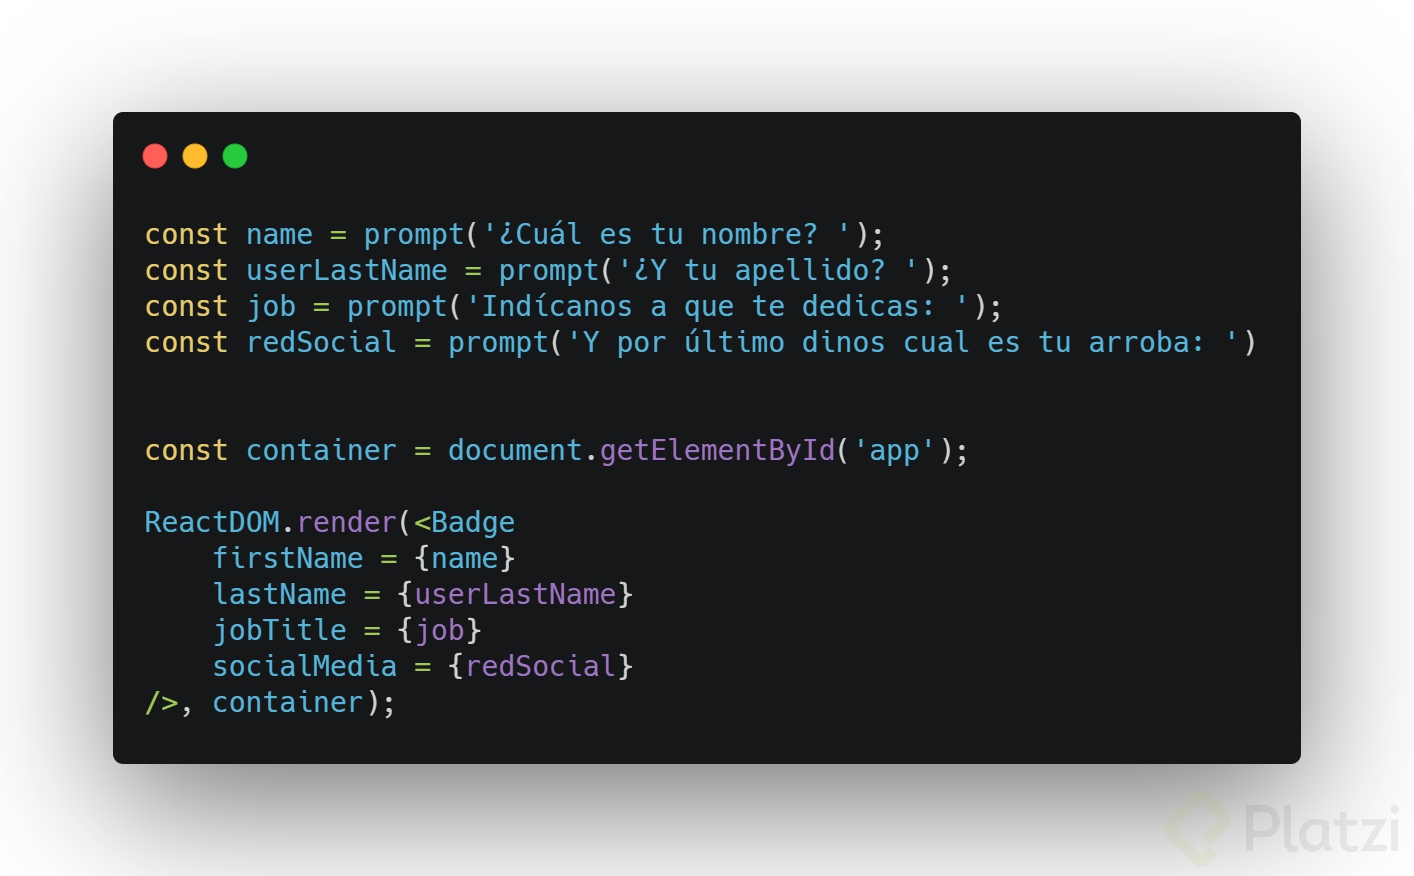 const name = prompt('¿Cuál es tu nombre? ');
const userLastName = prompt('¿Y tu apellido? ');
const job = prompt('Indícanos a que te dedicas: ');
const redSocial = prompt('Y por último dinos cual es tu arroba: ')
const container = document.getElementById('app');
ReactDOM.render(<Badge
    firstName = {name}
    lastName = {userLastName}
    jobTitle = {job}
    socialMedia = {redSocial}
/>, container);
Platzi